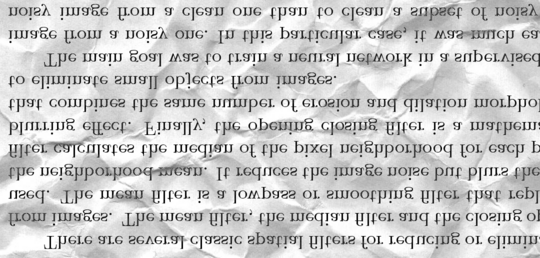 There are several classic spatial filters for reducing or elimin
from images. The mean filter, the median filter and the closing op
used. The mean filter is a lowpass or smoothing filter that repl
the neighborhood mean. It reduces the image noise but blurs the
filter calculates the median of the pixel neighborhood for each p
blurring effect. Finally, the opening closing filter is a mathema
that combines the same number of erosion and dilation morphol
to eliminate small objects from images.
The main goal was to train a neural network in a supervised
image from a noisy one. In this particular case, it was much ea
noisy image from a clean one than to clean a subset of noisy